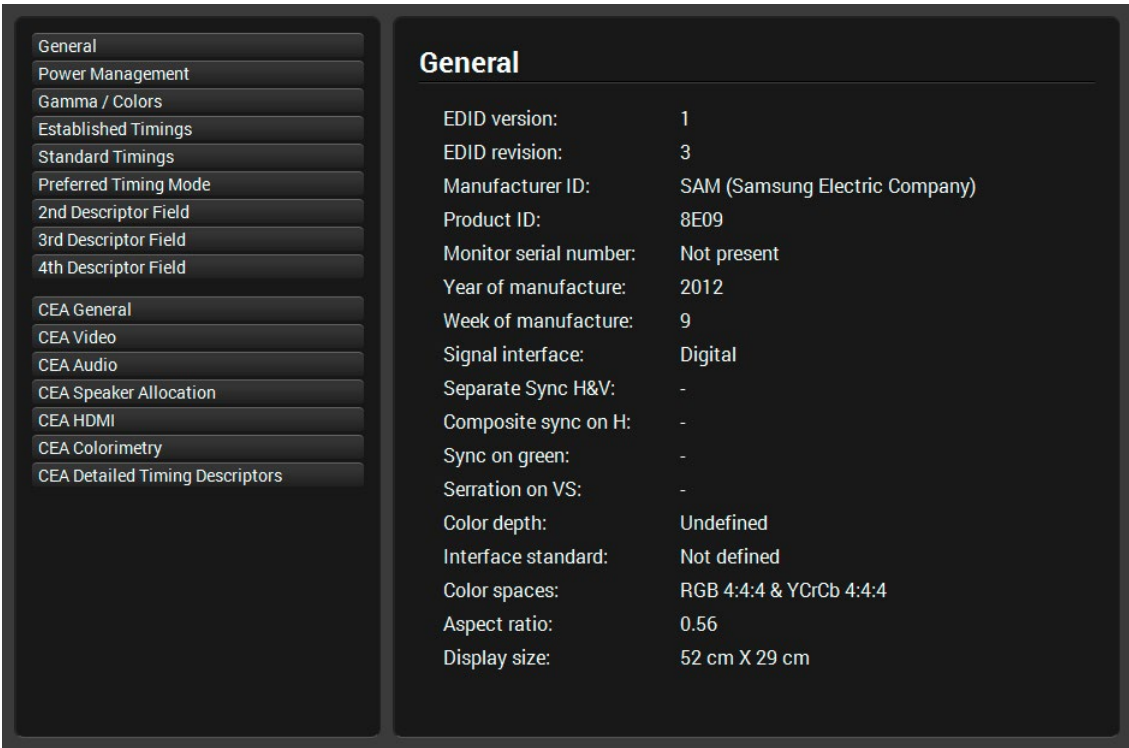 General
Power Management
Gamma / Colors
Established Timings
Standard Timings
Preferred Timing Mode
2nd Descriptor Field
3rd Descriptor Field
4th Descriptor Field
CEA General
CEA Video
CEA Audio
CEA Speaker Allocation
CEA HDMI
CEA Colorimetry
CEA Detailed Timing Descriptors
General
EDID version: 1
EDID revision: 3
Manufacturer ID: SAM (Samsung Electric Company)
Product ID: 8E09
Monitor serial number: Not present
Year of manufacture: 2012
Week of manufacture: 9
Signal interface: Digital
Separate Sync H&V: -
Composite sync on H: -
Sync on green: -
Serration on VS: -
Color depth: Undefined
Interface standard: Not defined
Color spaces: RGB 4:4:4 & YCrCb 4:4:4
Aspect ratio: 0.56
Display size: 52 cm X 29 cm